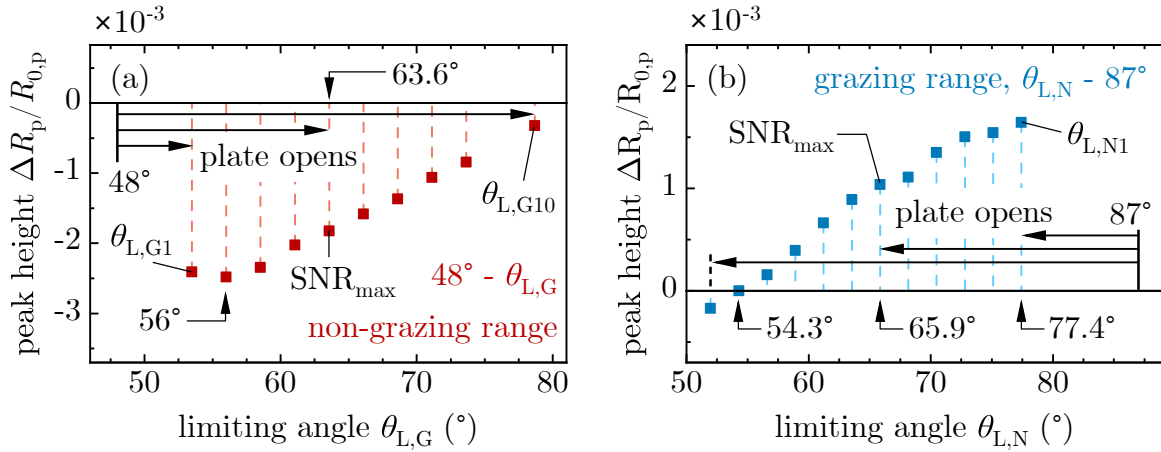 ×10⁻³
(a)
63.6°
0
plate opens
48°
-1
θL,G1
θL,G10
-2
SNRmax
48° - θL,G
56°
-3
non-grazing range
50 60 70 80
limiting angle θL,G (°)
peak height ΔRp/R0,p
×10⁻³
(b)
grazing range, θL,N - 87°
2
SNRmax
θL,N1
1
plate opens
87°
0
54.3°
65.9°
77.4°
50 60 70 80
limiting angle θL,N (°)
peak height ΔRp/R0,p